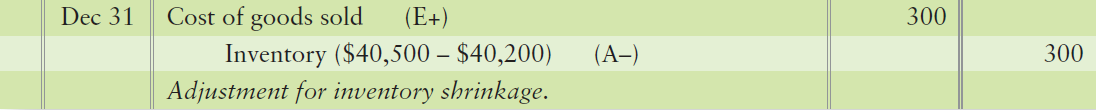 Dec 31 Cost of goods sold (E+) 300
Inventory ($40,500 – $40,200) (A–) 300
Adjustment for inventory shrinkage.